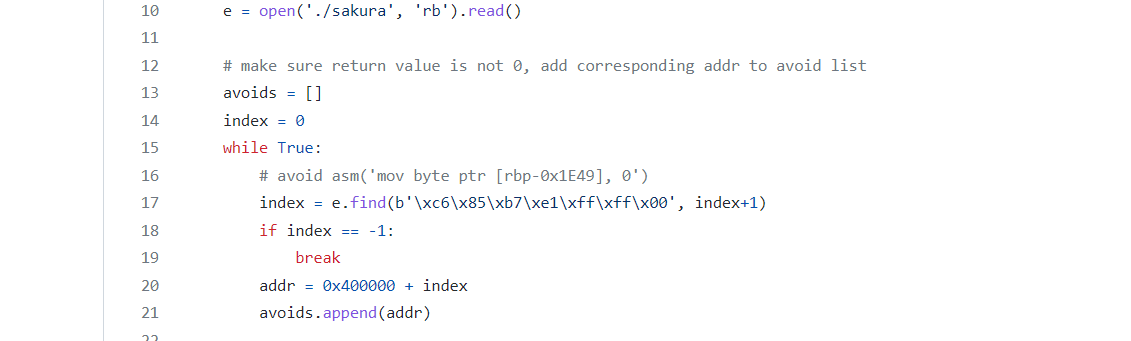 10 e = open('./sakura', 'rb').read()
11
12 # make sure return value is not 0, add corresponding addr to avoid list
13 avoids = []
14 index = 0
15 while True:
16 # avoid asm('mov byte ptr [rbp-0x1E49], 0')
17 index = e.find(b'\xc6\x85\xb7\xe1\xff\xff\x00', index+1)
18 if index == -1:
19 break
20 addr = 0x400000 + index
21 avoids.append(addr)
22